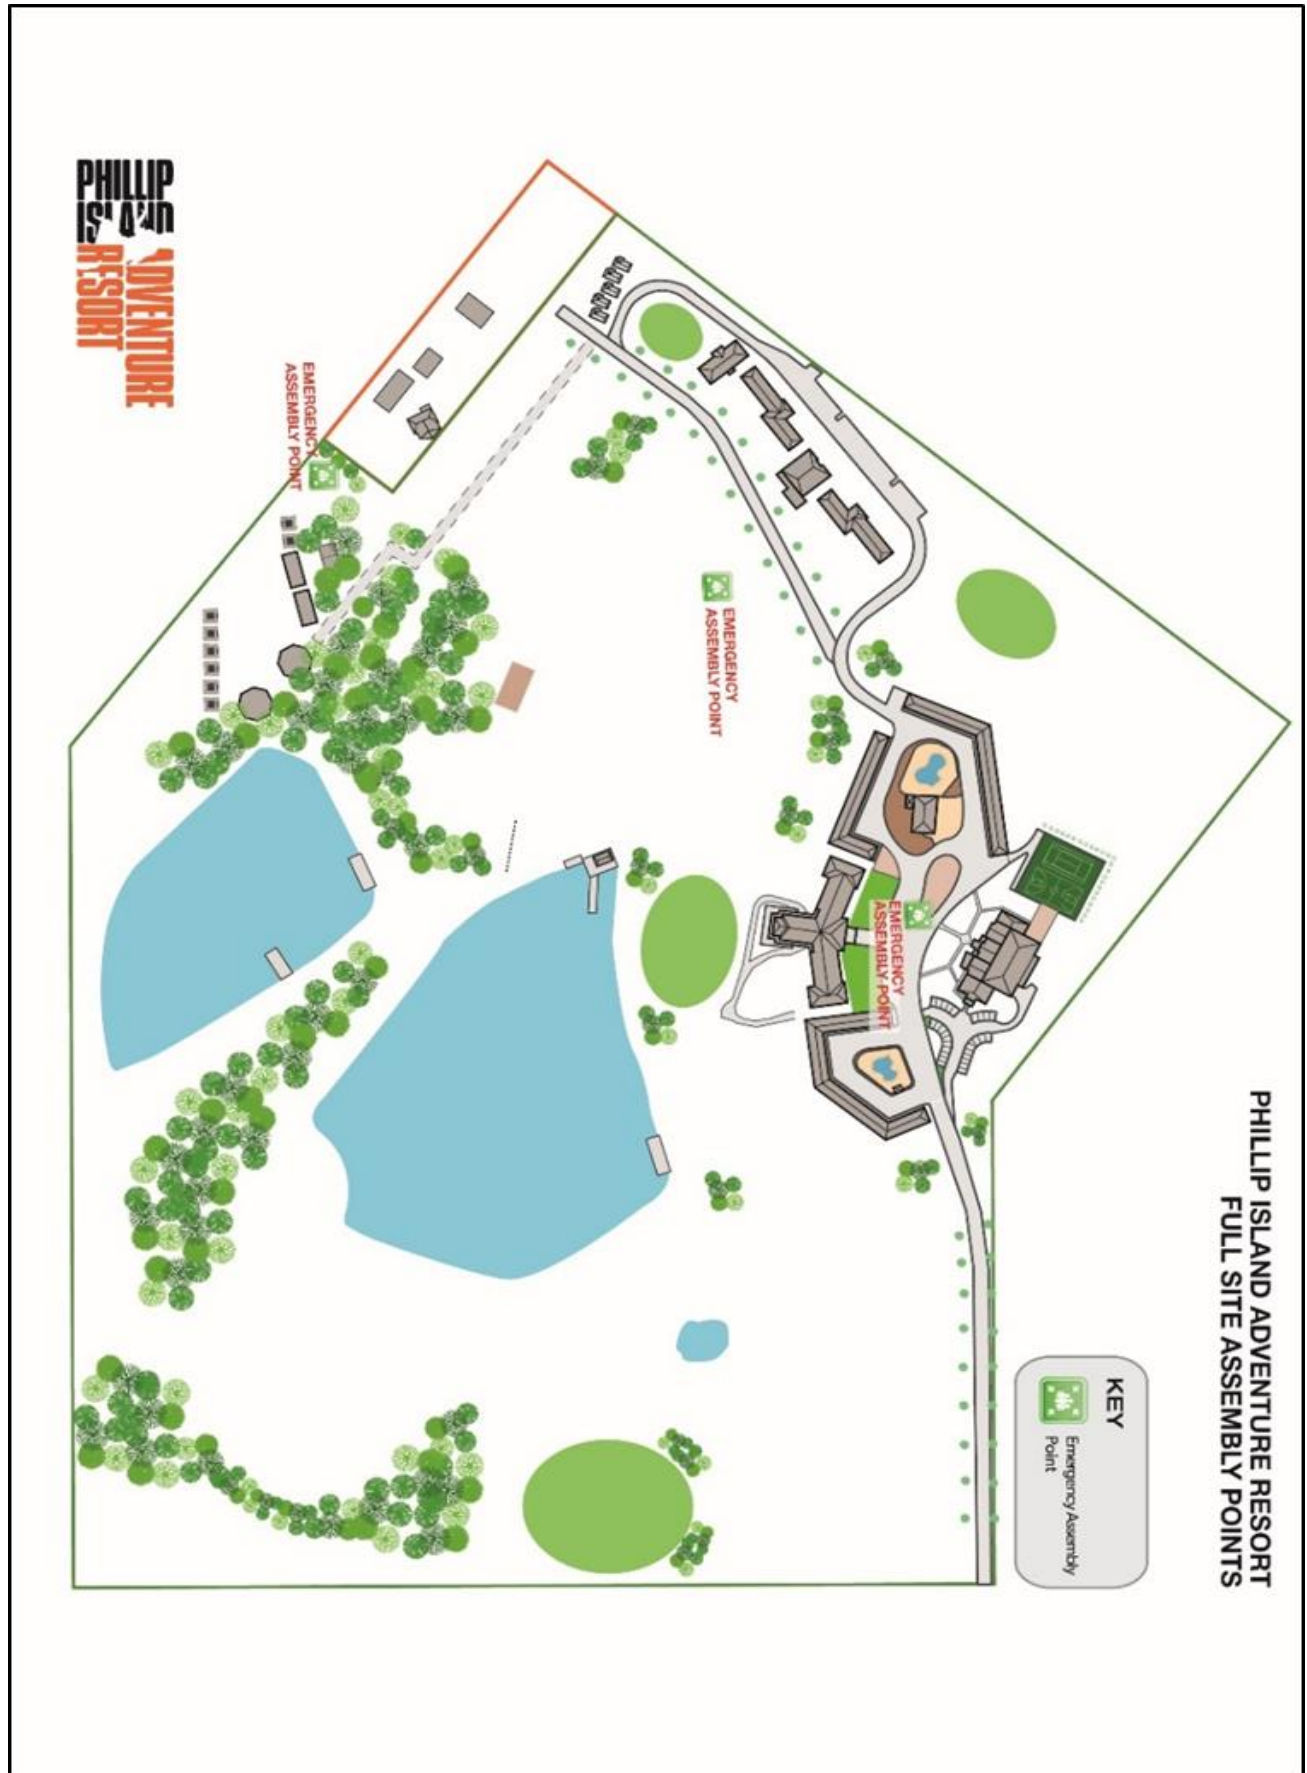 PHILLIP ISLAND ADVENTURE RESORT
FULL SITE ASSEMBLY POINTS
KEY
Emergency Assembly
Point
EMERGENCY
ASSEMBLY POINT
EMERGENCY
ASSEMBLY POINT
EMERGENCY
ASSEMBLY POINT
PHILLIP
ISLAND
ADVENTURE
RESORT